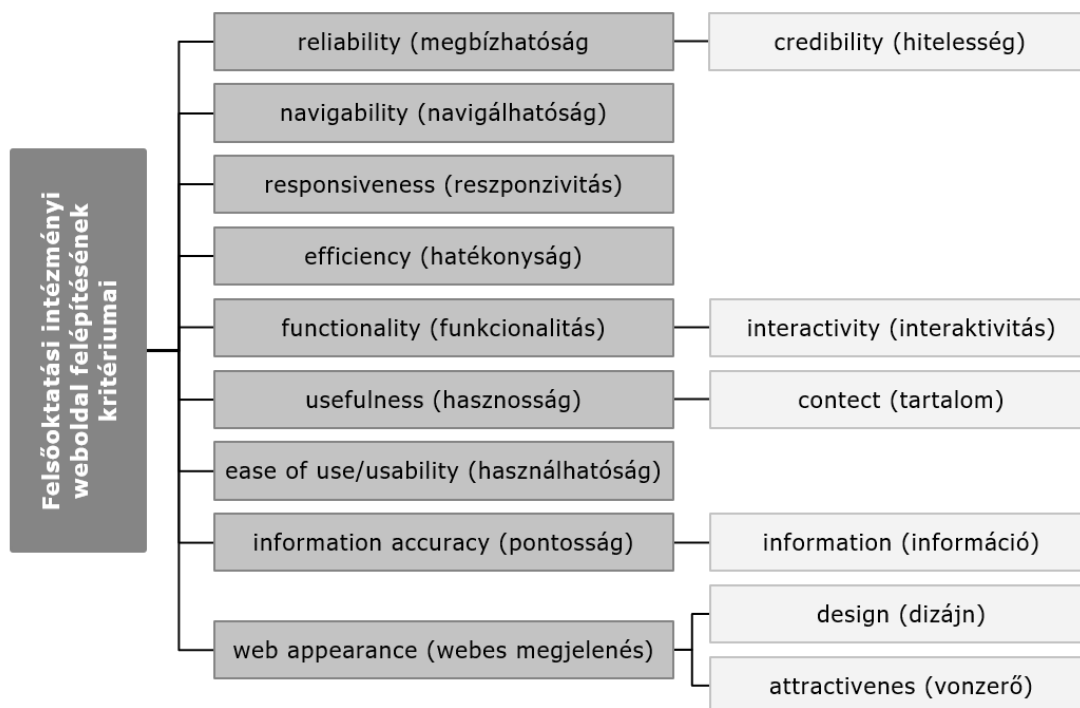 Felsőoktatási intézményi
weboldal felépítésének
kritériumai
reliability (megbízhatóság
credibility (hitelesség)
navigability (navigálhatóság)
responsiveness (reszponzivitás)
efficiency (hatékonyság)
functionality (funkcionalitás)
interactivity (interaktivitás)
usefulness (hasznosság)
contect (tartalom)
ease of use/usability (használhatóság)
information accuracy (pontosság)
information (információ)
web appearance (webes megjelenés)
design (dizájn)
attractivenes (vonzerő)